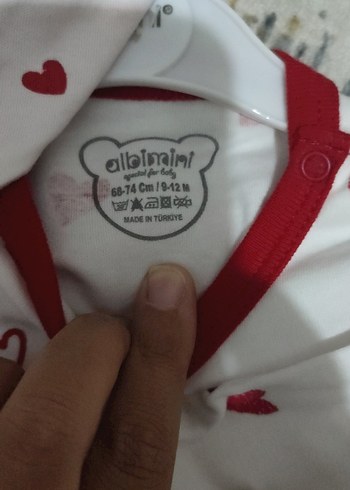 M®
albimini
special for baby
68-74 Cm / 9-12 M
MADE IN TÜRKİYE